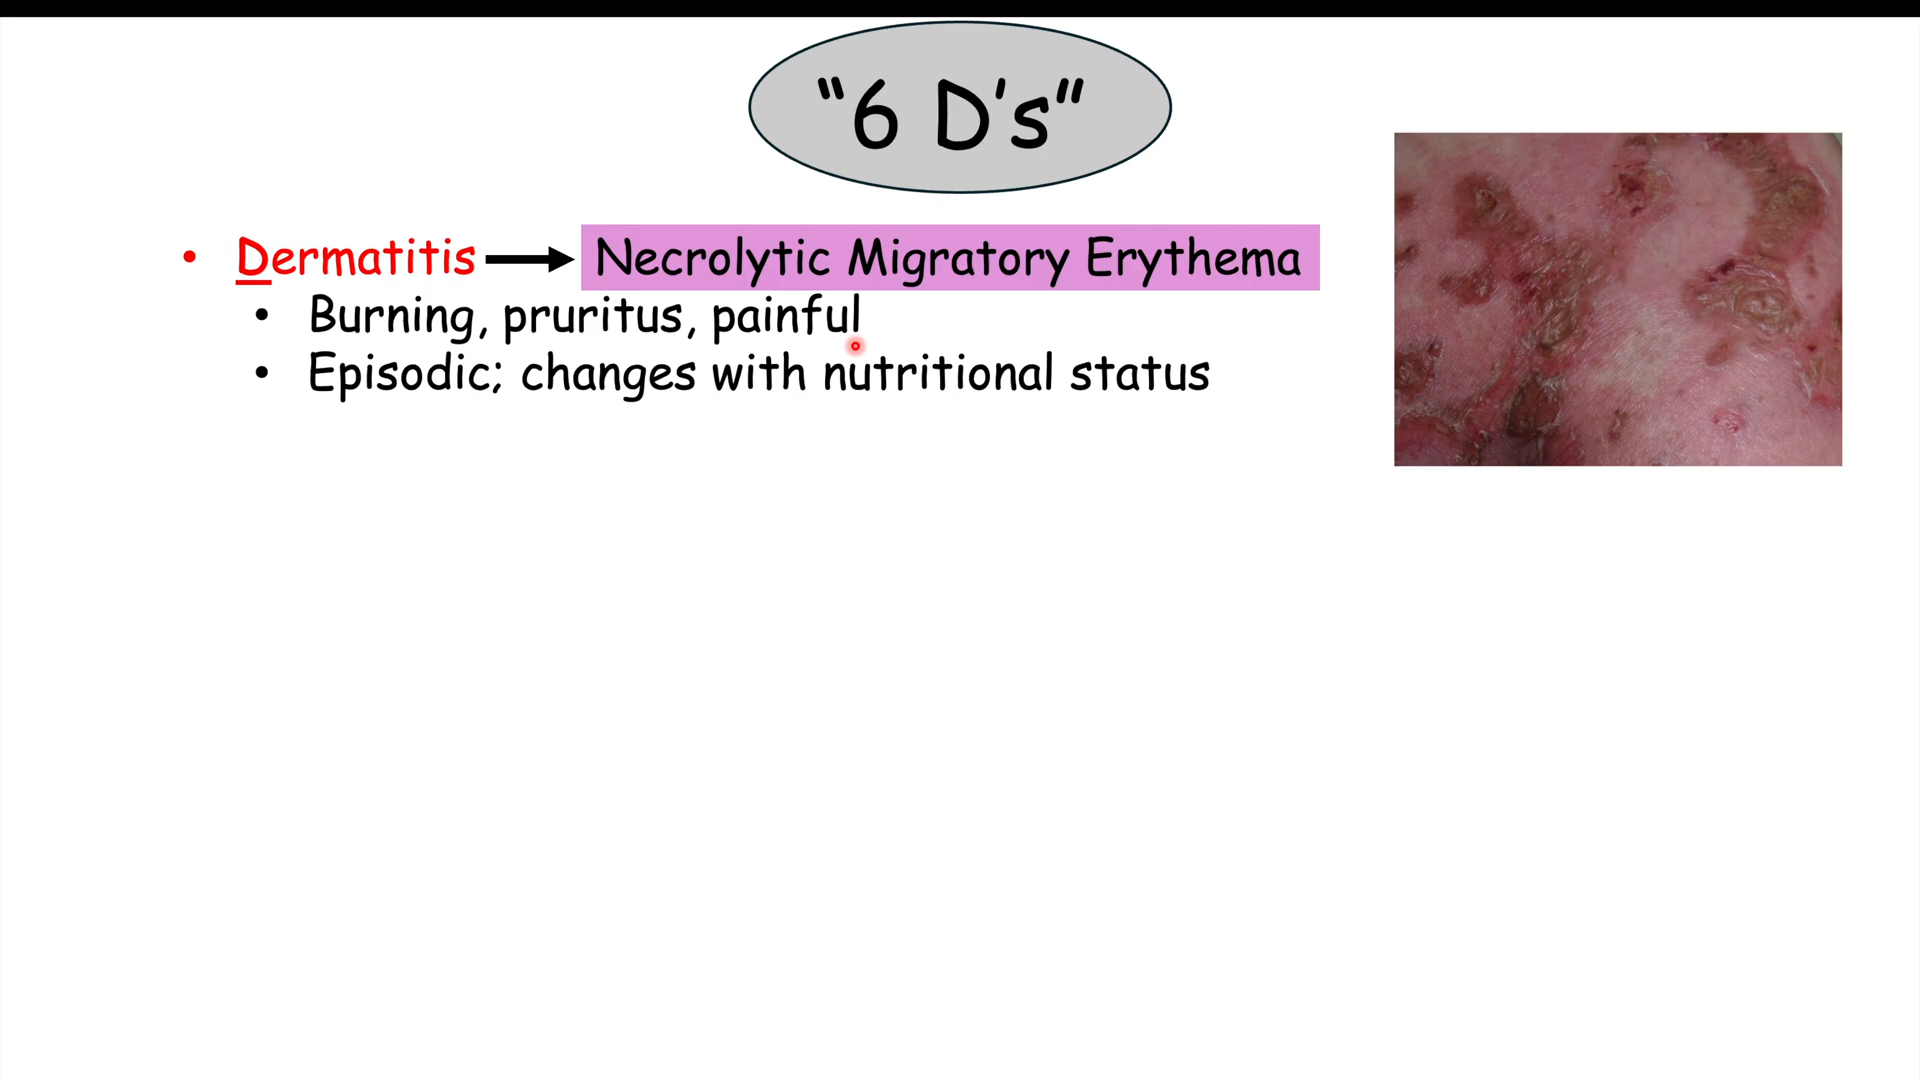 “6 D’s”
• Dermatitis Necrolytic Migratory Erythema
• Burning, pruritus, painful
• Episodic; changes with nutritional status